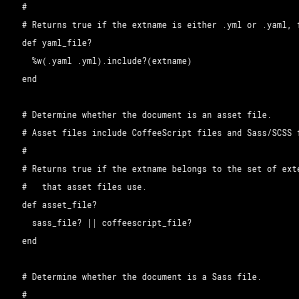 #
# Returns true if the extname is either .yml or .yaml,
def yaml_file?
%w(.yaml .yml).include?(extname)
end
# Determine whether the document is an asset file.
# Asset files include CoffeeScript files and Sass/SCSS
#
# Returns true if the extname belongs to the set of exte
#   that asset files use.
def asset_file?
sass_file? || coffeescript_file?
end
# Determine whether the document is a Sass file.
#